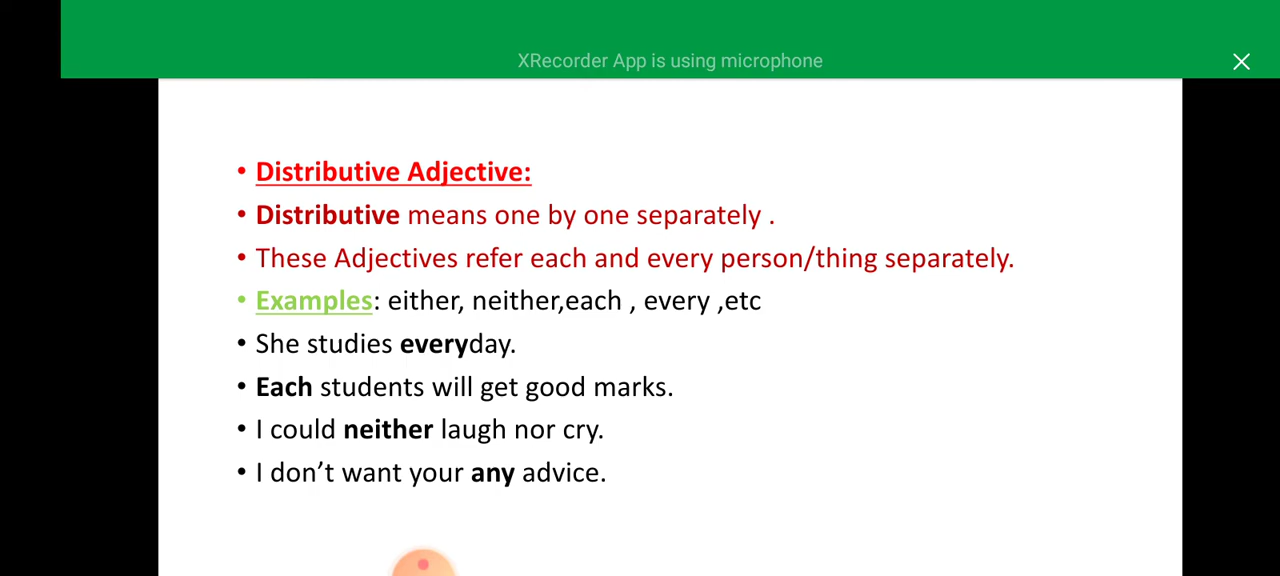 XRecorder App is using microphone
• Distributive Adjective:
• Distributive means one by one separately .
• These Adjectives refer each and every person/thing separately.
• Examples: either, neither,each , every ,etc
• She studies everyday.
• Each students will get good marks.
• I could neither laugh nor cry.
• I don’t want your any advice.